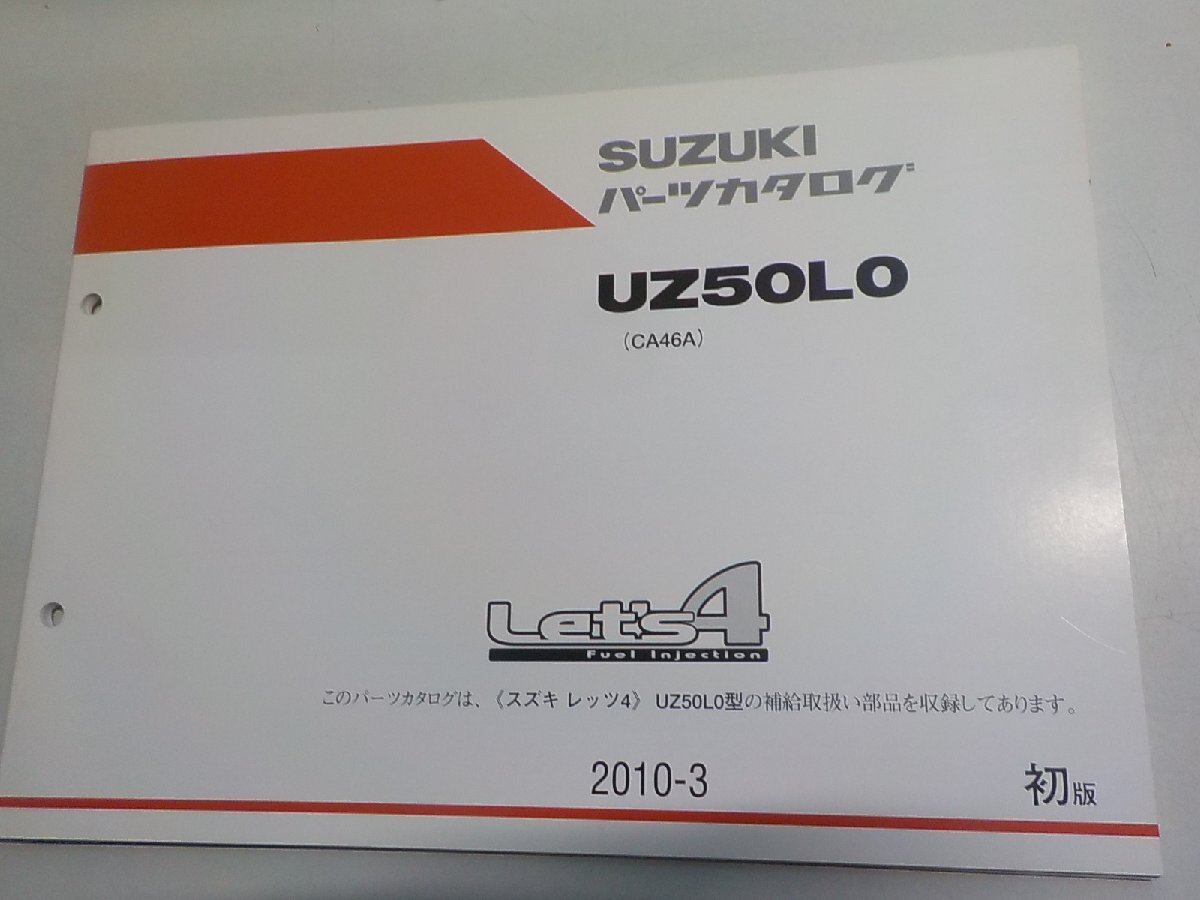 SUZUKI
パーツカタログ
UZ50L0
(CA46A)
Let's4
Fuel Injection
このパーツカタログは、《スズキ レッツ4》 UZ50L0型の補給取扱い部品を収録してあります。
2010-3
初版